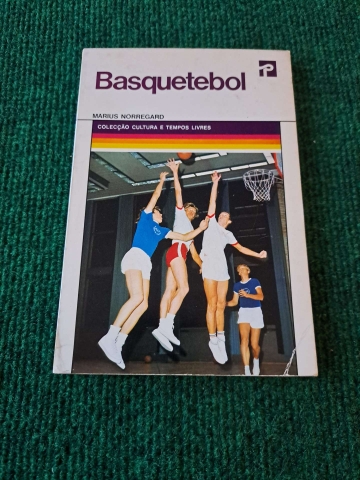 Basquetebol
MARIUS NORREGARD
COLECÇÃO CULTURA E TEMPOS LIVRES